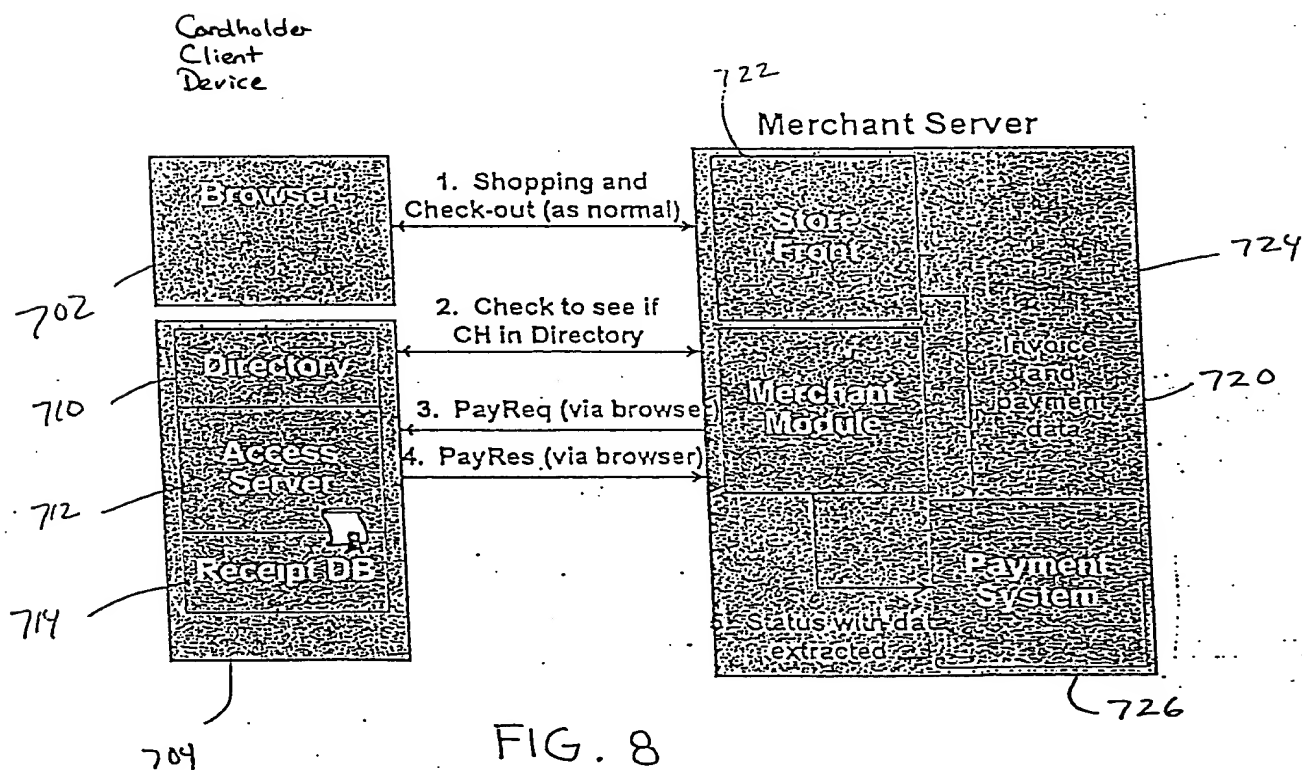 Cardholder
Client
Device
722
Merchant Server
Browser
1. Shopping and
Check-out (as normal)
Store
Front
724
702
2. Check to see if
CH in Directory
Invoice
and
payment
data
720
Directory
710
3. PayReq (via browser)
Merchant
Module
Access
Server
4. PayRes (via browser)
712
Receipt DB
Payment
System
714
5. Status with data
extracted
726
704
FIG. 8